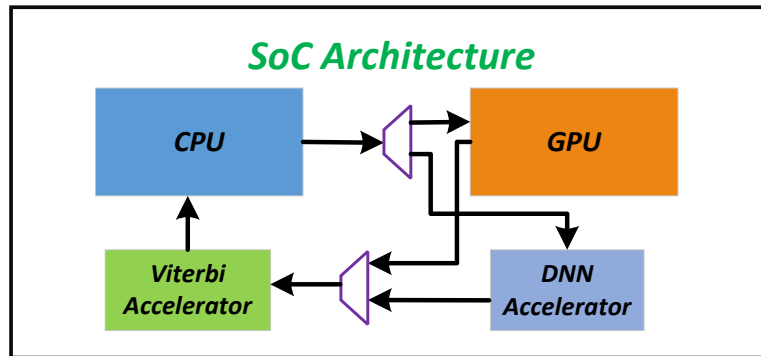 SoC Architecture
CPU
GPU
Viterbi
Accelerator
DNN
Accelerator